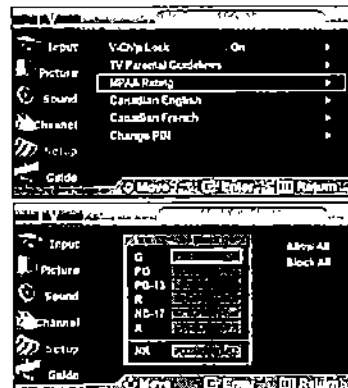 Input
Picture
Sound
Channel
Setup
Guide
V-Chip Lock : On
TV Parental Guidelines
MPAA Rating
Canadian English
Canadian French
Change PIN
Move Enter Return
Input
Picture
Sound
Channel
Setup
Guide
G
PG
PG-13
R
NC-17
X
NR
Allow All
Block All
Move Enter Return